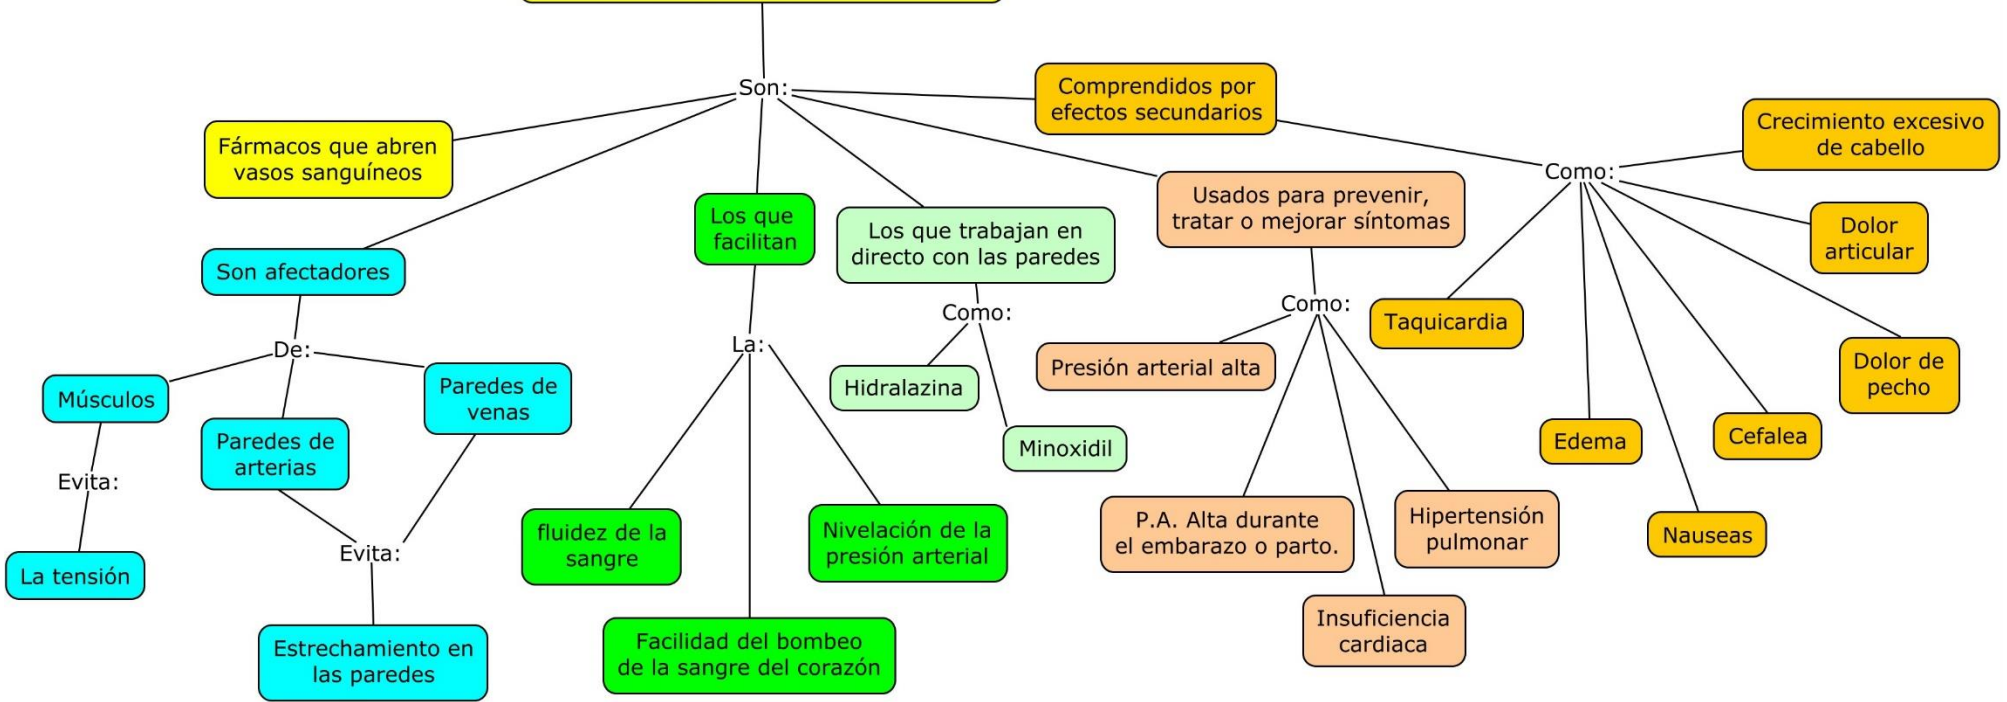 Son:
Comprendidos por
efectos secundarios
Fármacos que abren
vasos sanguíneos
Crecimiento excesivo
de cabello
Como:
Los que
facilitan
Los que trabajan en
directo con las paredes
Usados para prevenir,
tratar o mejorar síntomas
Dolor
articular
Son afectadores
Como:
Como:
Taquicardia
De:
La:
Presión arterial alta
Dolor de
pecho
Músculos
Paredes de
venas
Hidralazina
Paredes de
arterias
Minoxidil
Edema
Cefalea
Evita:
fluidez de la
sangre
Nivelación de la
presión arterial
P.A. Alta durante
el embarazo o parto.
Hipertensión
pulmonar
Nauseas
Evita:
La tensión
Insuficiencia
cardiaca
Estrechamiento en
las paredes
Facilidad del bombeo
de la sangre del corazón